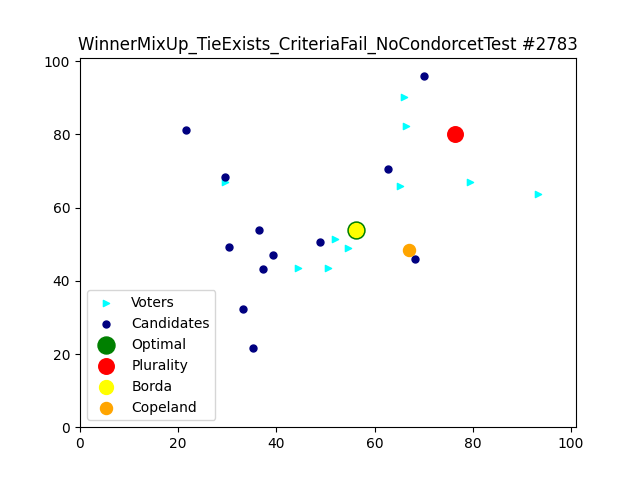 WinnerMixUp_TieExists_CriteriaFail_NoCondorcetTest #2783
100
80
60
40
20
0
Voters
Candidates
Optimal
Plurality
Borda
Copeland
0 20 40 60 80 100